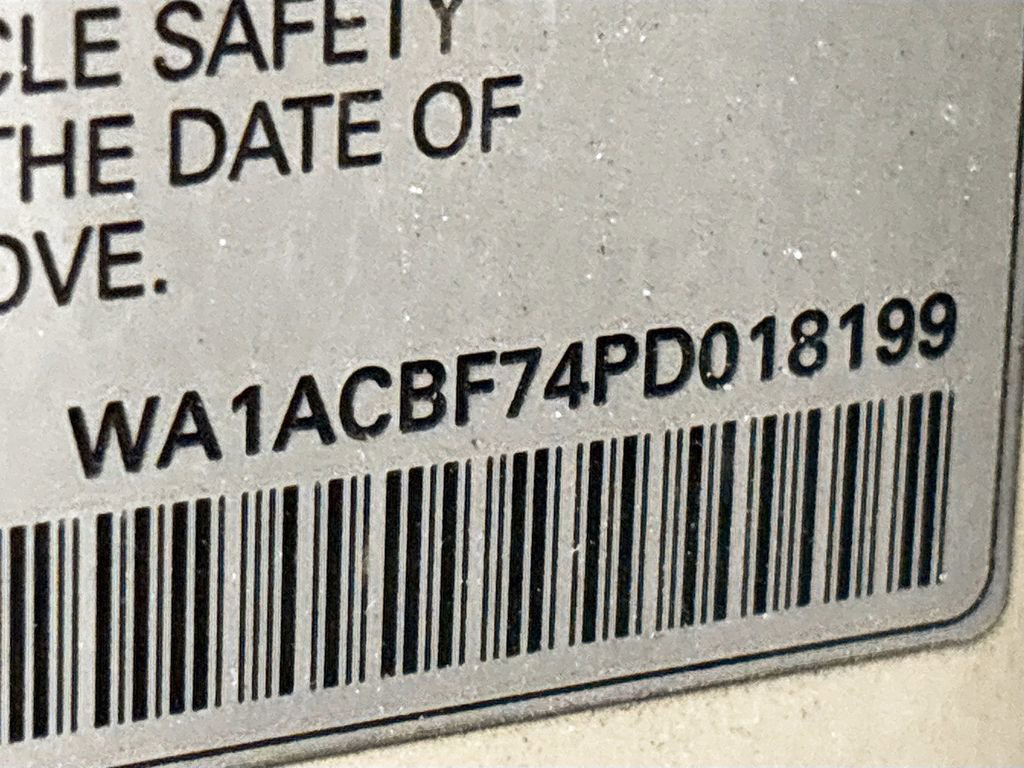 CLE SAFETY
THE DATE OF
OVE.
WA1ACBF74PD018199